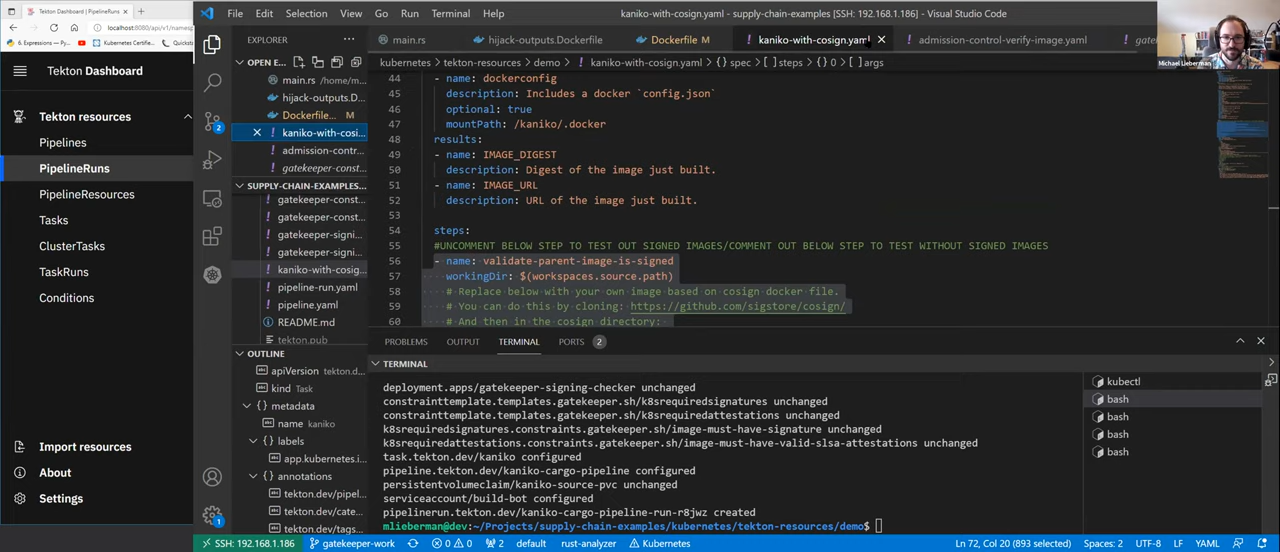 Tekton Dashboard | PipelineRuns
localhost:8080/api/v1/namesp
6. Expressions — Py...
Kubernetes Certific...
Tekton Dashboard
Tekton resources
Pipelines
PipelineRuns
PipelineResources
Tasks
ClusterTasks
TaskRuns
Conditions
Import resources
About
Settings
File Edit Selection View Go Run Terminal Help
kaniko-with-cosign.yaml - supply-chain-examples [SSH: 192.168.1.186] - Visual Studio Code
Michael Lieberman
EXPLORER
OPEN E...
main.rs /home/m...
hijack-outputs.D...
Dockerfile... M
kaniko-with-cosi...
admission-contr...
gatekeeper-const...
SUPPLY-CHAIN-EXAMPLES...
gatekeeper-const...
gatekeeper-const...
gatekeeper-signi...
gatekeeper-signi...
kaniko-with-cosig...
pipeline-run.yaml
pipeline.yaml
README.md
tekton.pub
OUTLINE
apiVersion tekton.d...
kind Task
metadata
name kaniko
labels
app.kubernetes.i...
annotations
tekton.dev/pipel...
tekton.dev/cate...
tekton.dev/tags...
main.rs
hijack-outputs.Dockerfile
Dockerfile M
kaniko-with-cosign.yaml
admission-control-verify-image.yaml
kubernetes > tekton-resources > demo > kaniko-with-cosign.yaml > {} spec > [ ] steps > {} 0 > [ ] args
44 - name: dockerconfig
45 description: Includes a docker `config.json`
46 optional: true
47 mountPath: /kaniko/.docker
48 results:
49 - name: IMAGE_DIGEST
50 description: Digest of the image just built.
51 - name: IMAGE_URL
52 description: URL of the image just built.
53
54 steps:
55 #UNCOMMENT BELOW STEP TO TEST OUT SIGNED IMAGES/COMMENT OUT BELOW STEP TO TEST WITHOUT SIGNED IMAGES
56 - name: validate-parent-image-is-signed
57 workingDir: $(workspaces.source.path)
58 # Replace below with your own image based on cosign docker file.
59 # You can do this by cloning: https://github.com/sigstore/cosign/
60 # And then in the cosign directory:
PROBLEMS OUTPUT TERMINAL PORTS 2
TERMINAL
deployment.apps/gatekeeper-signing-checker unchanged
constrainttemplate.templates.gatekeeper.sh/k8srequiredsignatures unchanged
constrainttemplate.templates.gatekeeper.sh/k8srequiredattestations unchanged
k8srequiredsignatures.constraints.gatekeeper.sh/image-must-have-signature unchanged
k8srequiredattestations.constraints.gatekeeper.sh/image-must-have-valid-slsa-attestations unchanged
task.tekton.dev/kaniko configured
pipeline.tekton.dev/kaniko-cargo-pipeline configured
persistentvolumeclaim/kaniko-source-pvc unchanged
serviceaccount/build-bot configured
pipelinerun.tekton.dev/kaniko-cargo-pipeline-run-r8jwz created
mlieberman@dev:~/Projects/supply-chain-examples/kubernetes/tekton-resources/demo$
kubectl
bash
bash
bash
bash
2
1
SSH: 192.168.1.186 gatekeeper-work 0 0 2 default rust-analyzer Kubernetes
Ln 72, Col 20 (893 selected) Spaces: 2 UTF-8 LF YAML